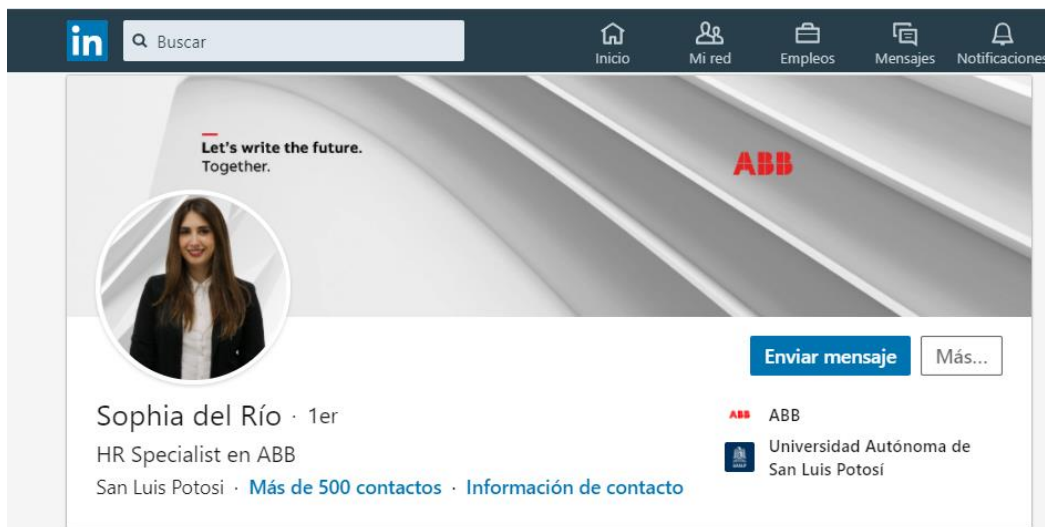 in
Buscar
Inicio
Mi red
Empleos
Mensajes
Notificaciones
Let's write the future.
Together.
ABB
Enviar mensaje
Más...
Sophia del Río · 1er
HR Specialist en ABB
San Luis Potosi · Más de 500 contactos · Información de contacto
ABB
ABB
Universidad Autónoma de
San Luis Potosí